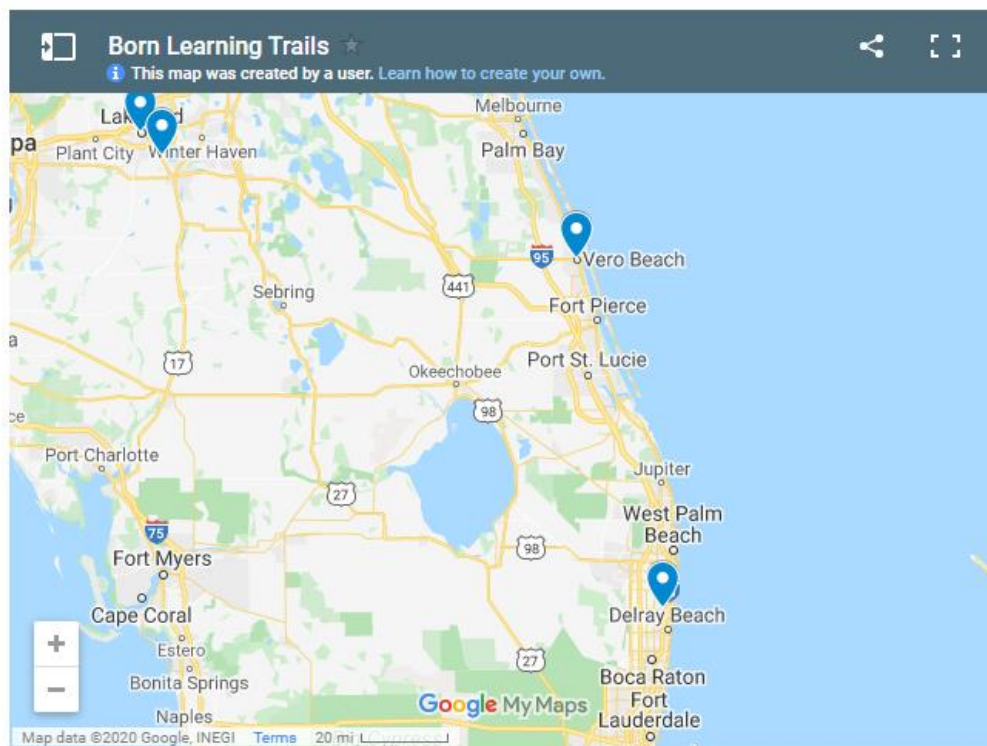 Born Learning Trails
This map was created by a user. Learn how to create your own.
Melbourne
Palm Bay
Plant City
Winter Haven
95
Vero Beach
441
Sebring
Fort Pierce
17
Port St. Lucie
Okeechobee
98
Port Charlotte
Jupiter
27
West Palm
Beach
75
98
Fort Myers
Cape Coral
Delray Beach
Estero
27
Bonita Springs
Boca Raton
Google My Maps
Fort
Lauderdale
Naples
Map data ©2020 Google, INEGI Terms 20 mi